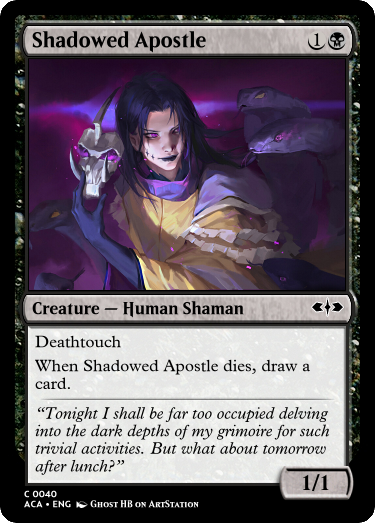 Shadowed Apostle 1
Creature — Human Shaman
Deathtouch
When Shadowed Apostle dies, draw a
card.
“Tonight I shall be far too occupied delving
into the dark depths of my grimoire for such
trivial activities. But what about tomorrow
after lunch?”
1/1
C 0040
ACA • ENG Ghost HB on ArtStation